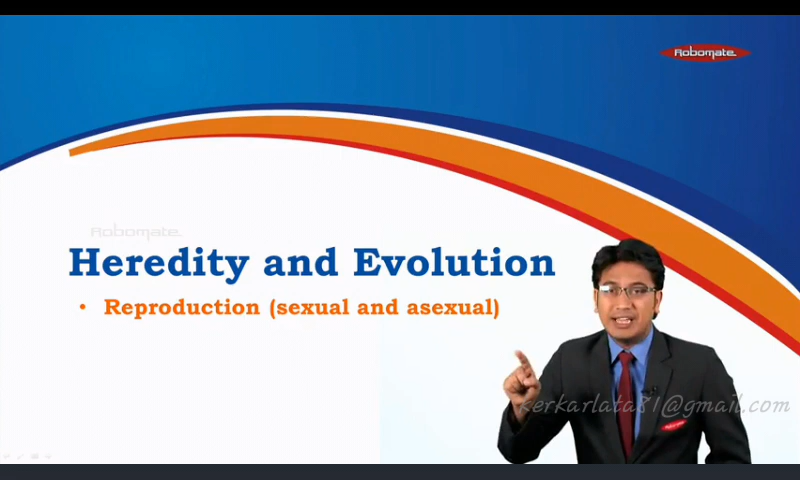 Robomate
Robomate
Heredity and Evolution
• Reproduction (sexual and asexual)
kerkarlata81@gmail.com